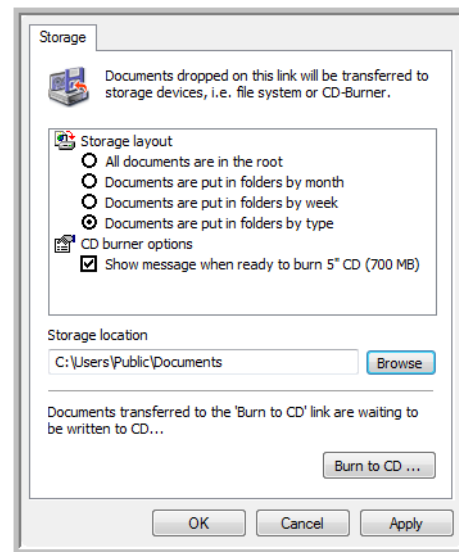 Storage
Documents dropped on this link will be transferred to
storage devices, i.e. file system or CD-Burner.
Storage layout
All documents are in the root
Documents are put in folders by month
Documents are put in folders by week
Documents are put in folders by type
CD burner options
Show message when ready to burn 5" CD (700 MB)
Storage location
C:\Users\Public\Documents
Browse
Documents transferred to the 'Burn to CD' link are waiting to
be written to CD...
Burn to CD ...
OK
Cancel
Apply